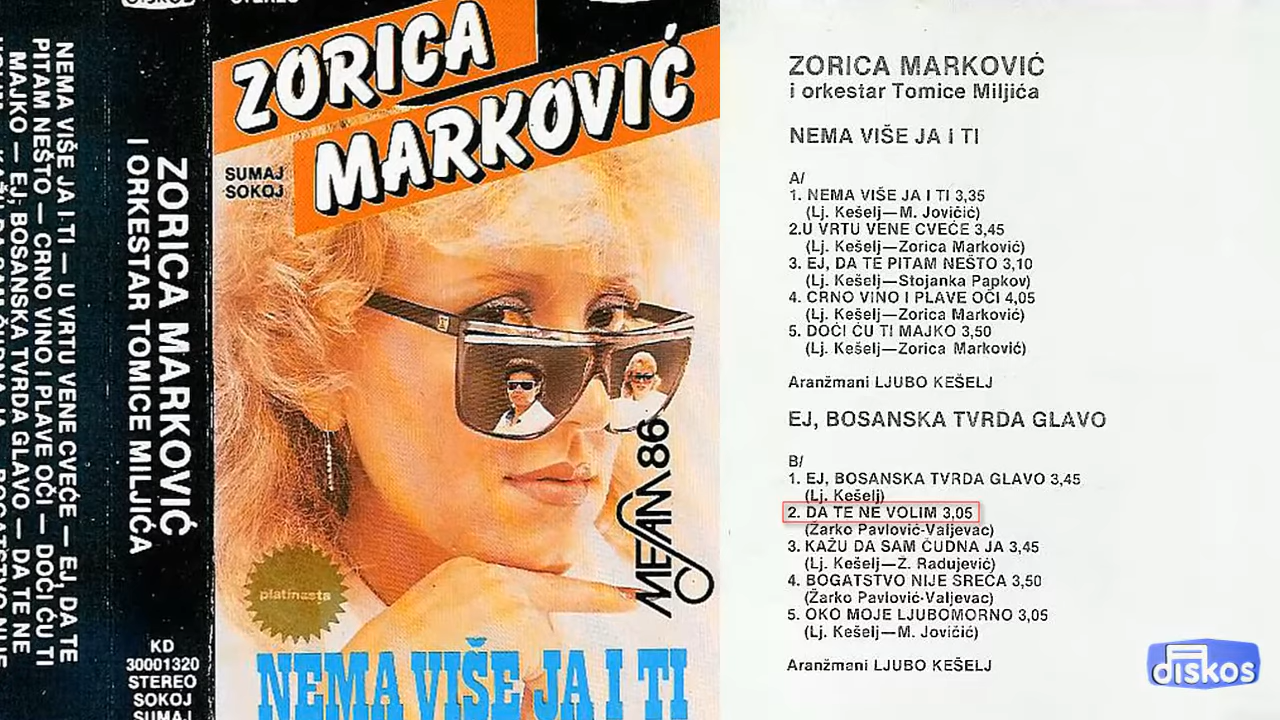 DISKOS
STEREO
NEMA VIŠE JA I TI — U VRTU VENE CVEĆE — EJ, DA TE
PITAM NEŠTO — CRNO VINO I PLAVE OČI — DOĆI ĆU TI
MAJKO — EJ, BOSANSKA TVRDA GLAVO — DA TE NE
ZORICA MARKOVIĆ
I ORKESTAR TOMICE MILJIĆA
KD
30001320
STEREO
SOKOJ
SUMAJ
ZORICA
MARKOVIĆ
SUMAJ
SOKOJ
MEŠAM 86
platinasta
NEMA VIŠE JA I TI
ZORICA MARKOVIĆ
i orkestar Tomice Miljića
NEMA VIŠE JA I TI
A/
1. NEMA VIŠE JA I TI 3,35
(Lj. Kešelj—M. Jovičić)
2.U VRTU VENE CVEĆE 3,45
(Lj. Kešelj—Zorica Marković)
3. EJ, DA TE PITAM NEŠTO 3,10
(Lj. Kešelj—Stojanka Papkov)
4. CRNO VINO I PLAVE OČI 4,05
(Lj. Kešelj—Zorica Marković)
5. DOĆI ĆU TI MAJKO 3,50
(Lj. Kešelj—Zorica Marković)
Aranžmani LJUBO KEŠELJ
EJ, BOSANSKA TVRDA GLAVO
B/
1. EJ, BOSANSKA TVRDA GLAVO 3,45
(Lj. Kešelj)
2. DA TE NE VOLIM 3,05
(Žarko Pavlović-Valjevac)
3. KAŽU DA SAM ČUDNA JA 3,45
(Lj. Kešelj—Ž. Radujević)
4. BOGATSTVO NIJE SREĆA 3,50
(Žarko Pavlović-Valjevac)
5. OKO MOJE LJUBOMORNO 3,05
(Lj. Kešelj—M. Jovičić)
Aranžmani LJUBO KEŠELJ
diskos